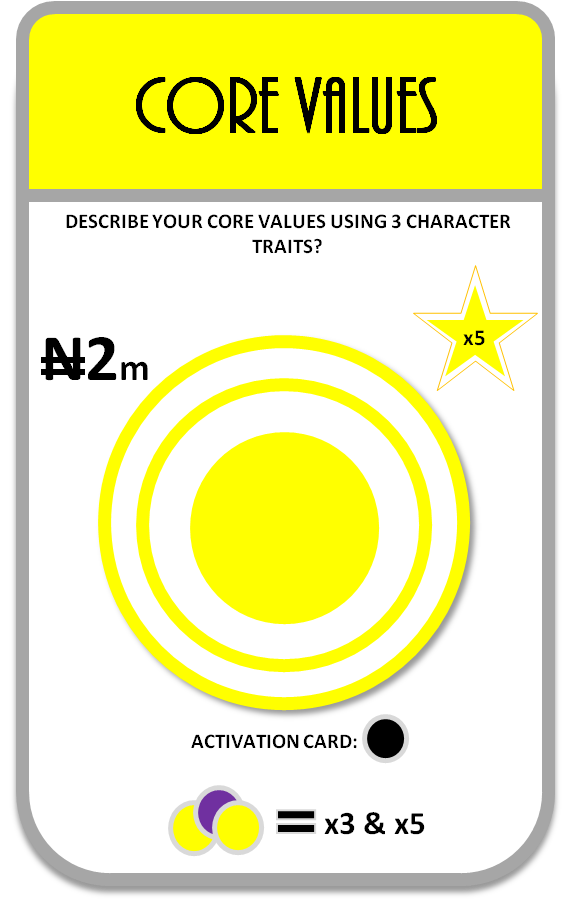 CORE VALUES
DESCRIBE YOUR CORE VALUES USING 3 CHARACTER
TRAITS?
x5
₦2m
ACTIVATION CARD:
= x3 & x5